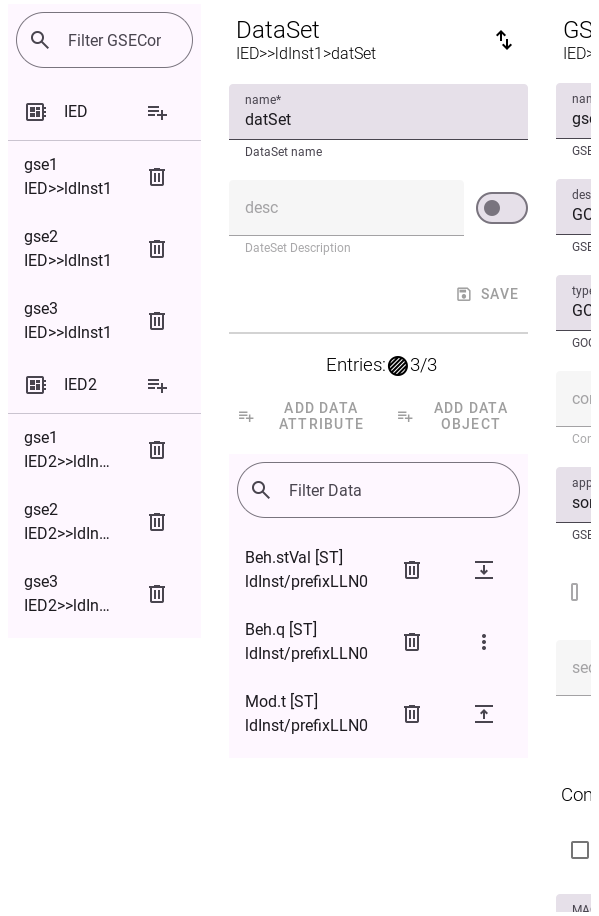 Filter GSECor
IED
gse1
IED>>ldInst1
gse2
IED>>ldInst1
gse3
IED>>ldInst1
IED2
gse1
IED2>>ldIn...
gse2
IED2>>ldIn...
gse3
IED2>>ldIn...
DataSet
IED>>ldInst1>datSet
name*
datSet
DataSet name
desc
DateSet Description
SAVE
Entries: 3/3
ADD DATA
ATTRIBUTE
ADD DATA
OBJECT
Filter Data
Beh.stVal [ST]
ldInst/prefixLLN0
Beh.q [ST]
ldInst/prefixLLN0
Mod.t [ST]
ldInst/prefixLLN0
GS
IED>
nam
gse
GSE
des
GO
GSE
type
GO
GOO
con
Con
app
son
GSE
sec
Con
MA